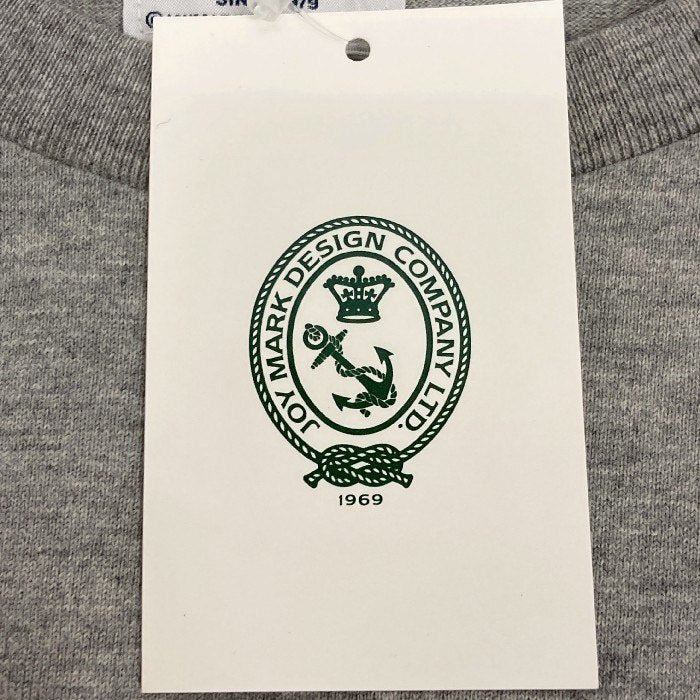 JOY MARK DESIGN COMPANY LTD.
1969